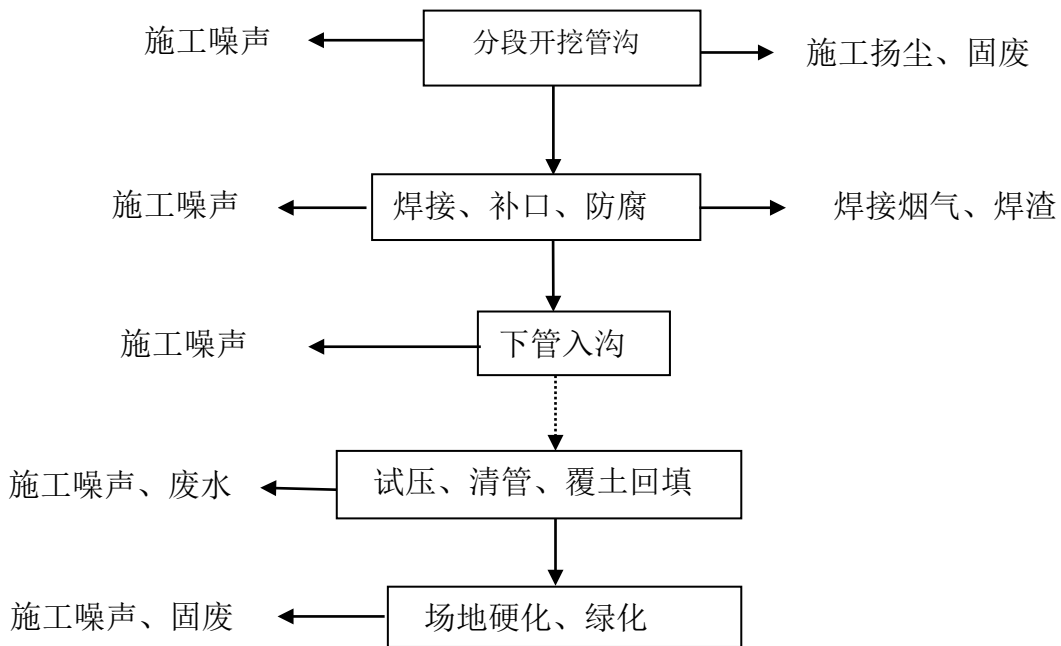 施工噪声
分段开挖管沟
施工扬尘、固废
施工噪声
焊接、补口、防腐
焊接烟气、焊渣
施工噪声
下管入沟
施工噪声、废水
试压、清管、覆土回填
施工噪声、固废
场地硬化、绿化